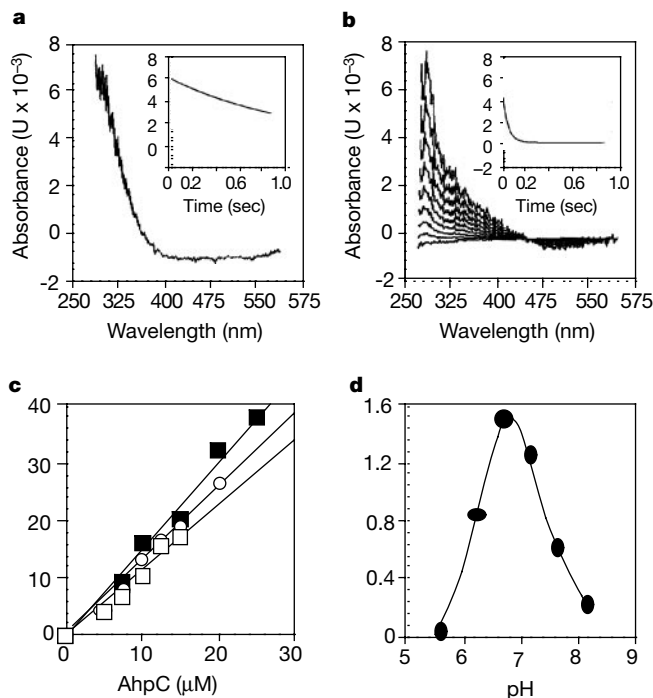 a
Absorbance (U x 10⁻³)
8
6
4
2
0
-2
250 325 400 475 550 575
Wavelength (nm)
8
6
4
2
0
0 0.2 0.6 1.0
Time (sec)
b
Absorbance (U x 10⁻³)
8
6
4
2
0
-2
250 325 400 475 550 575
Wavelength (nm)
8
6
4
2
0
–2
0 0.2 0.6 1.0
Time (sec)
c
40
30
20
10
0
0 10 20 30
AhpC (μM)
d
1.6
1.2
0.8
0.4
0
5 6 7 8 9
pH